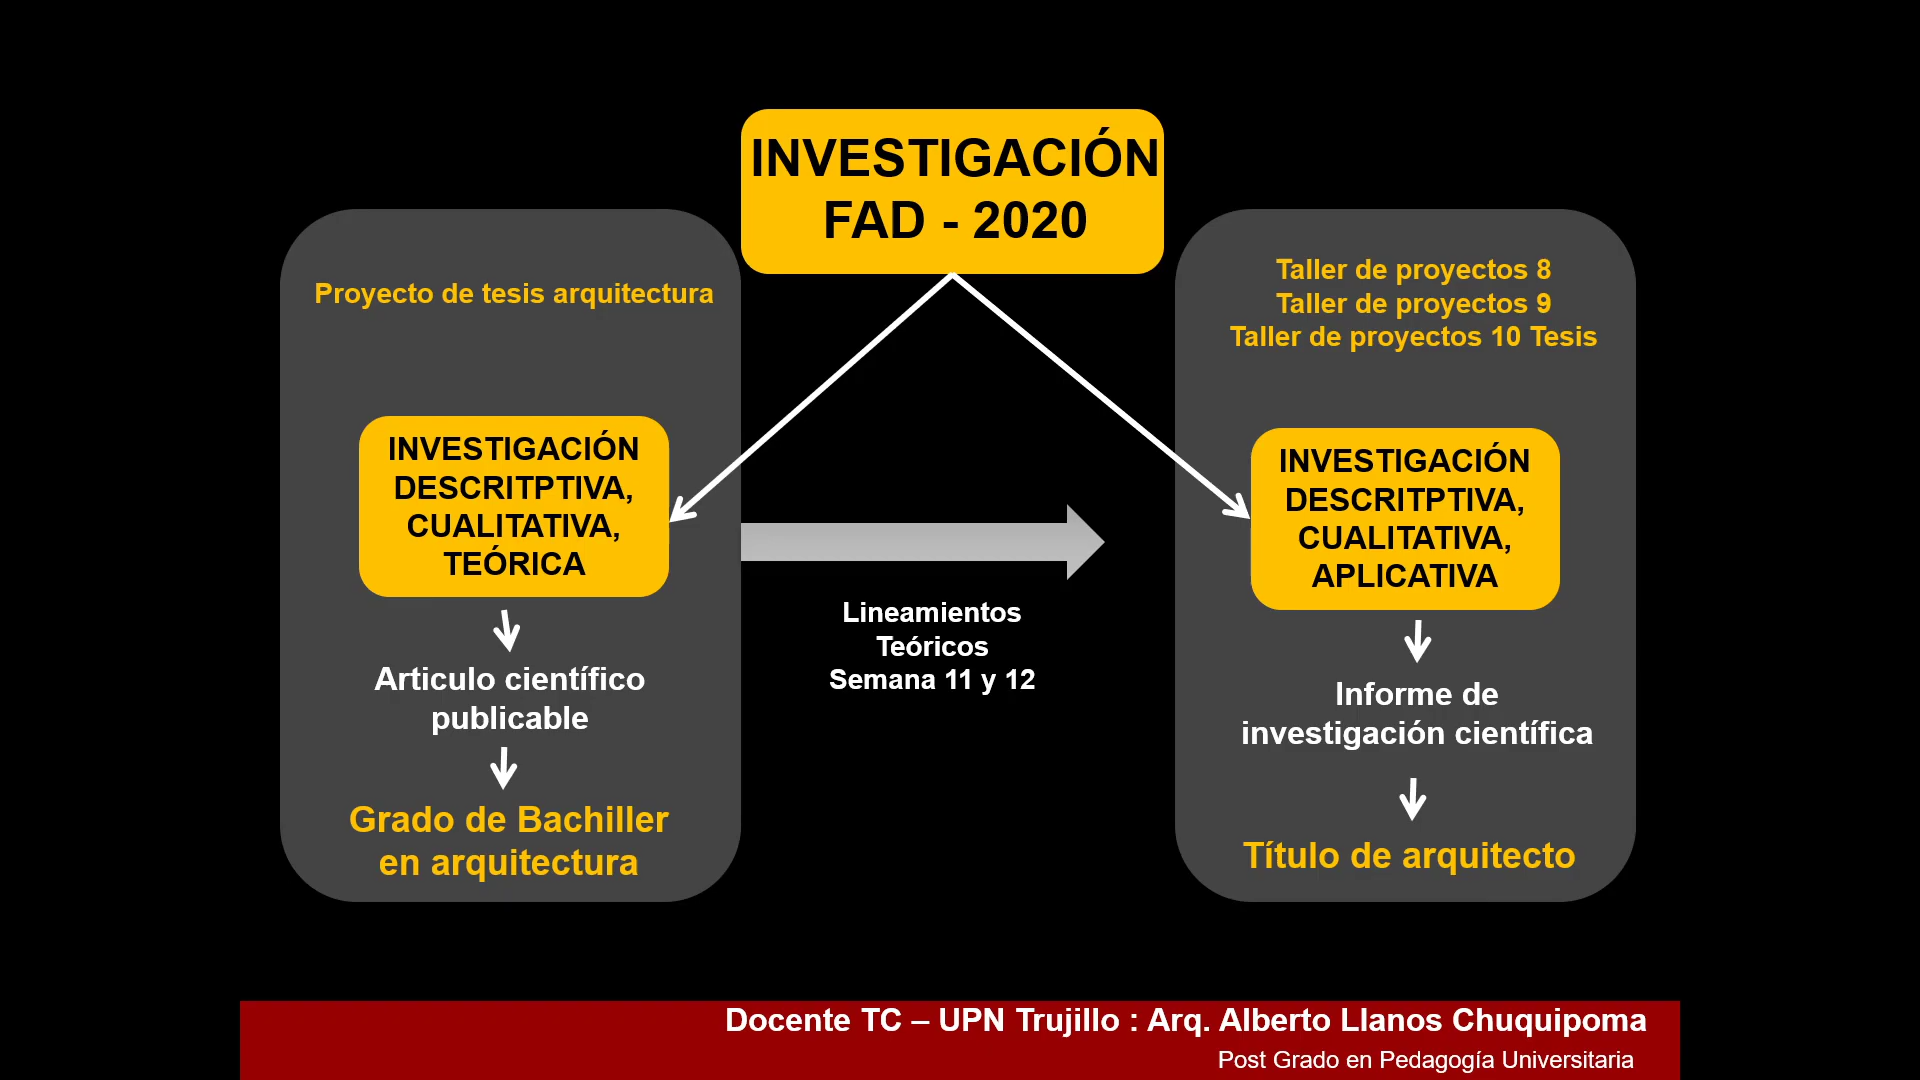 INVESTIGACIÓN
FAD - 2020
Proyecto de tesis arquitectura
INVESTIGACIÓN
DESCRITPTIVA,
CUALITATIVA,
TEÓRICA
Articulo científico
publicable
Grado de Bachiller
en arquitectura
Lineamientos
Teóricos
Semana 11 y 12
Taller de proyectos 8
Taller de proyectos 9
Taller de proyectos 10 Tesis
INVESTIGACIÓN
DESCRITPTIVA,
CUALITATIVA,
APLICATIVA
Informe de
investigación científica
Título de arquitecto
Docente TC – UPN Trujillo : Arq. Alberto Llanos Chuquipoma
Post Grado en Pedagogía Universitaria